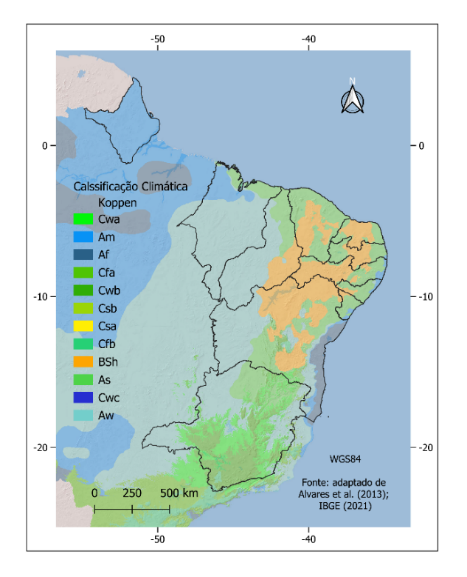 -50
-40
N
0
0
Calssificação Climática
Koppen
Cwa
Am
Af
Cfa
Cwb
Csb
Csa
Cfb
BSh
As
Cwc
Aw
-10
-10
-20
-20
WGS84
Fonte: adaptado de
Alvares et al. (2013);
IBGE (2021)
0 250 500 km
-50
-40